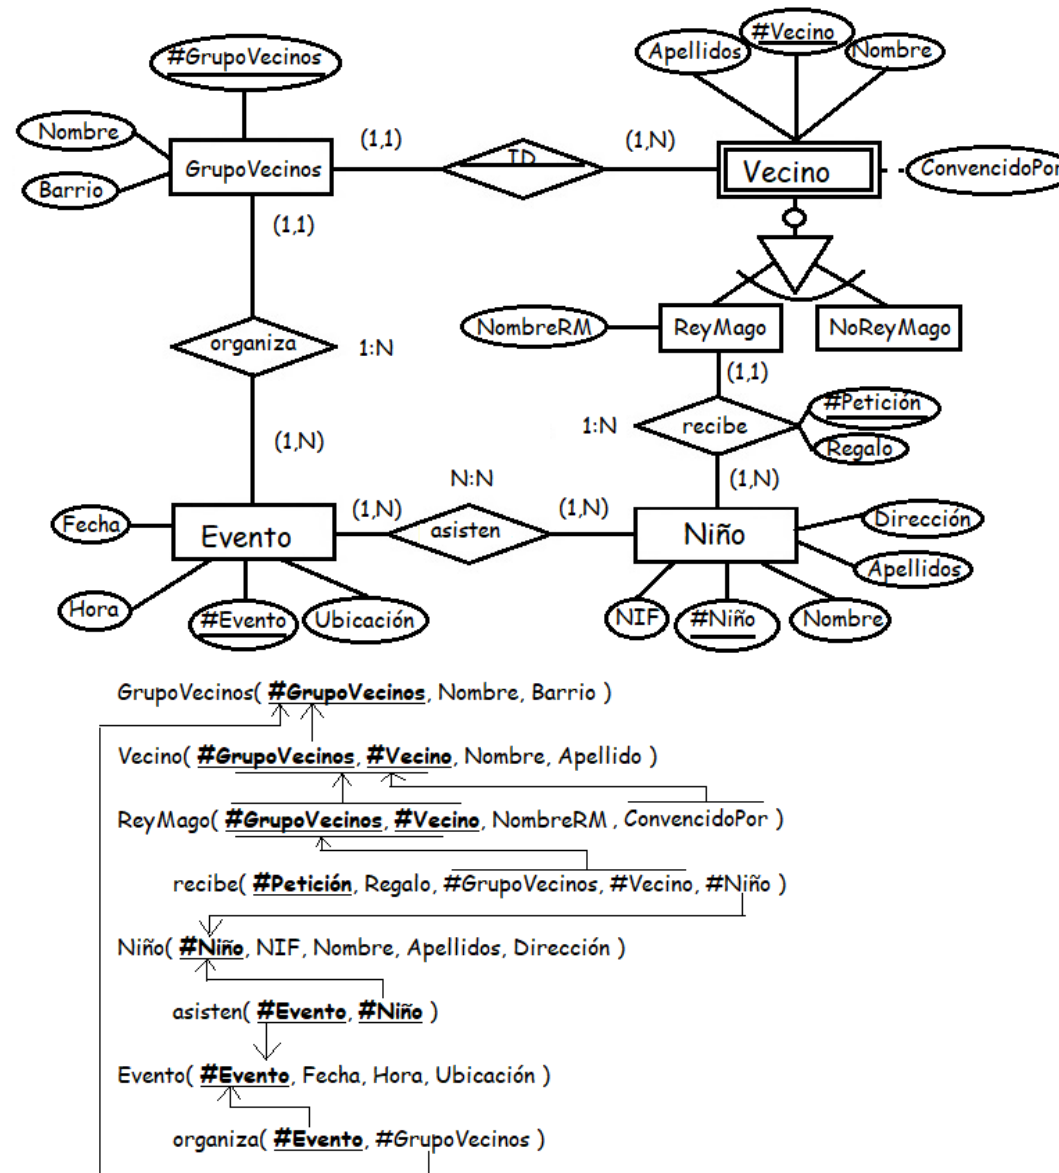 #GrupoVecinos
Apellidos
#Vecino
Nombre
Nombre
Barrio
GrupoVecinos
(1,1)
ID
(1,N)
Vecino
ConvencidoPor
(1,1)
NombreRM
ReyMago
NoReyMago
organiza
1:N
(1,1)
1:N
recibe
#Petición
Regalo
(1,N)
N:N
(1,N)
Fecha
Evento
(1,N)
asisten
(1,N)
Niño
Dirección
Apellidos
Hora
#Evento
Ubicación
NIF
#Niño
Nombre
GrupoVecinos( #GrupoVecinos, Nombre, Barrio )
Vecino( #GrupoVecinos, #Vecino, Nombre, Apellido )
ReyMago( #GrupoVecinos, #Vecino, NombreRM , ConvencidoPor )
recibe( #Petición, Regalo, #GrupoVecinos, #Vecino, #Niño )
Niño( #Niño, NIF, Nombre, Apellidos, Dirección )
asisten( #Evento, #Niño )
Evento( #Evento, Fecha, Hora, Ubicación )
organiza( #Evento, #GrupoVecinos )